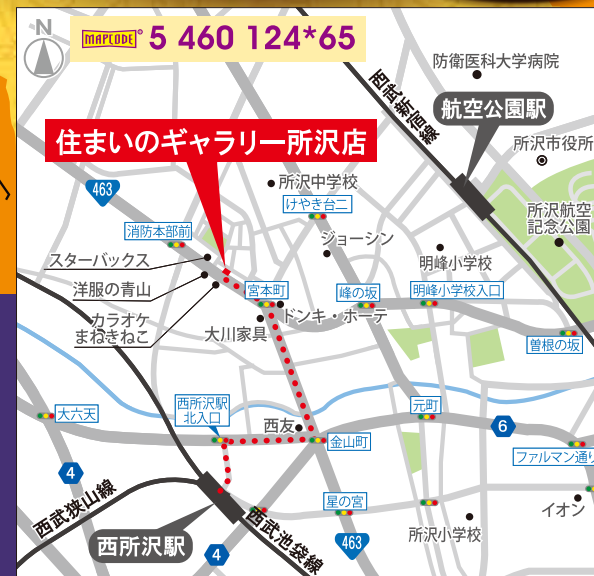 N
MAPCODE® 5 460 124*65
防衛医科大学病院
西武新宿線
航空公園駅
住まいのギャラリー所沢店
所沢市役所
463
所沢中学校
けやき台二
所沢航空
記念公園
消防本部前
ジョーシン
スターバックス
明峰小学校
洋服の青山
宮本町
峰の坂
明峰小学校入口
カラオケ
まねきねこ
ドンキ・ホーテ
大川家具
曽根の坂
西所沢駅
北入口
元町
大六天
西友
金山町
6
ファルマン通り
4
西武狭山線
星の宮
イオン
西所沢駅
4
西武池袋線
463
所沢小学校